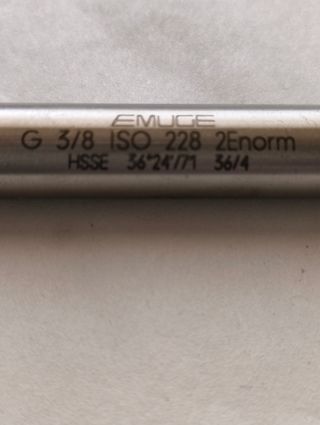 EMUGE
G 3/8 ISO 228 2Enorm
HSSE 36°24'/71 36/4